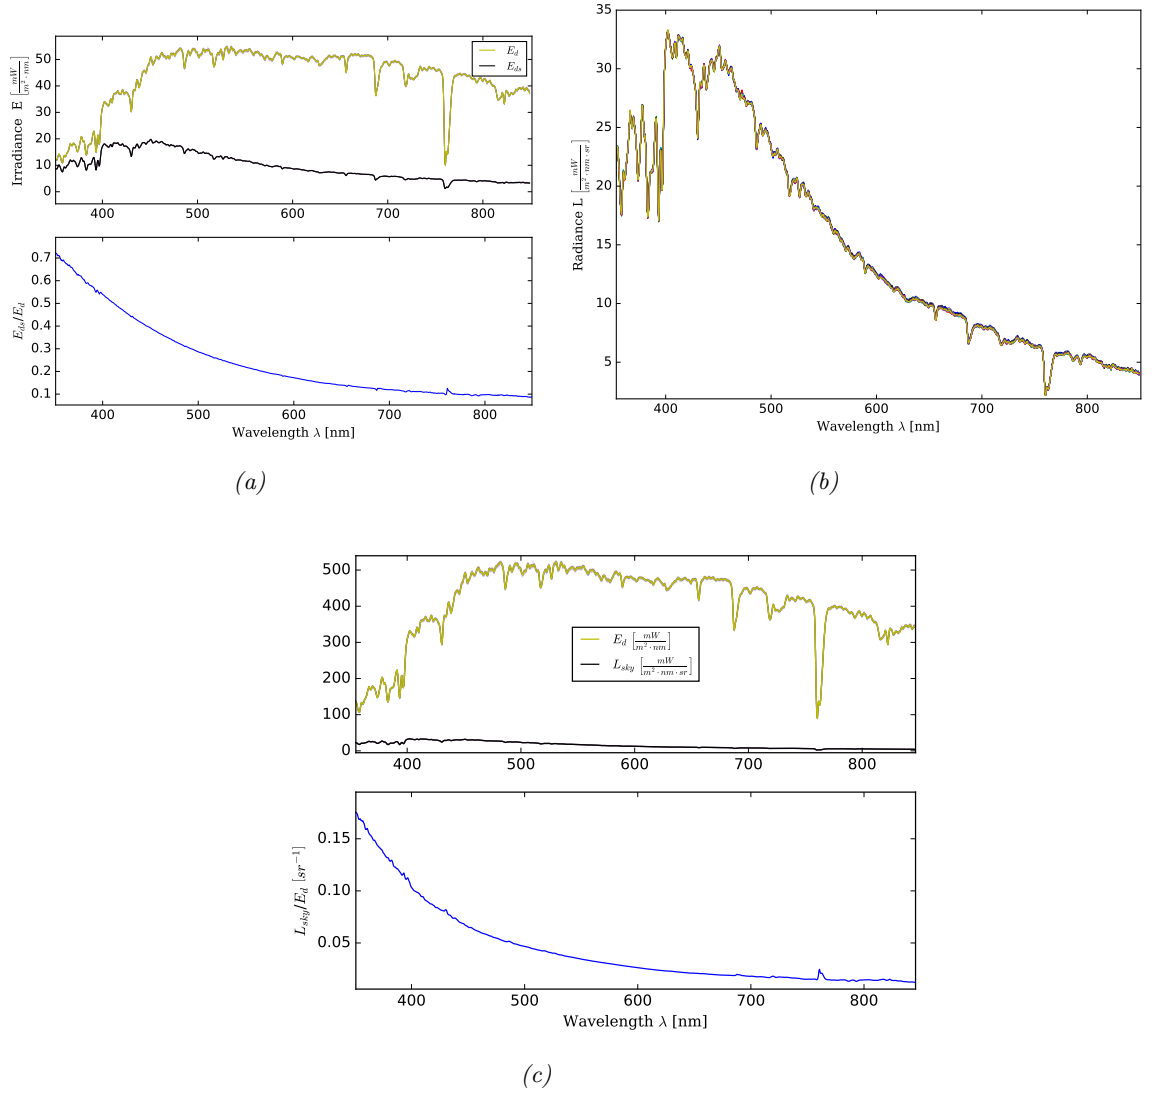 50
40
30
20
10
0
Irradiance E [mW / m² · nm]
E_d
E_ds
400 500 600 700 800
0.7
0.6
0.5
0.4
0.3
0.2
0.1
E_ds/E_d
400 500 600 700 800
Wavelength λ [nm]
(a)
35
30
25
20
15
10
5
Radiance L [mW / m² · nm · sr]
400 500 600 700 800
Wavelength λ [nm]
(b)
500
400
300
200
100
0
E_d [mW / m² · nm]
L_sky [mW / m² · nm · sr]
400 500 600 700 800
0.15
0.10
0.05
L_sky/E_d [sr⁻¹]
400 500 600 700 800
Wavelength λ [nm]
(c)